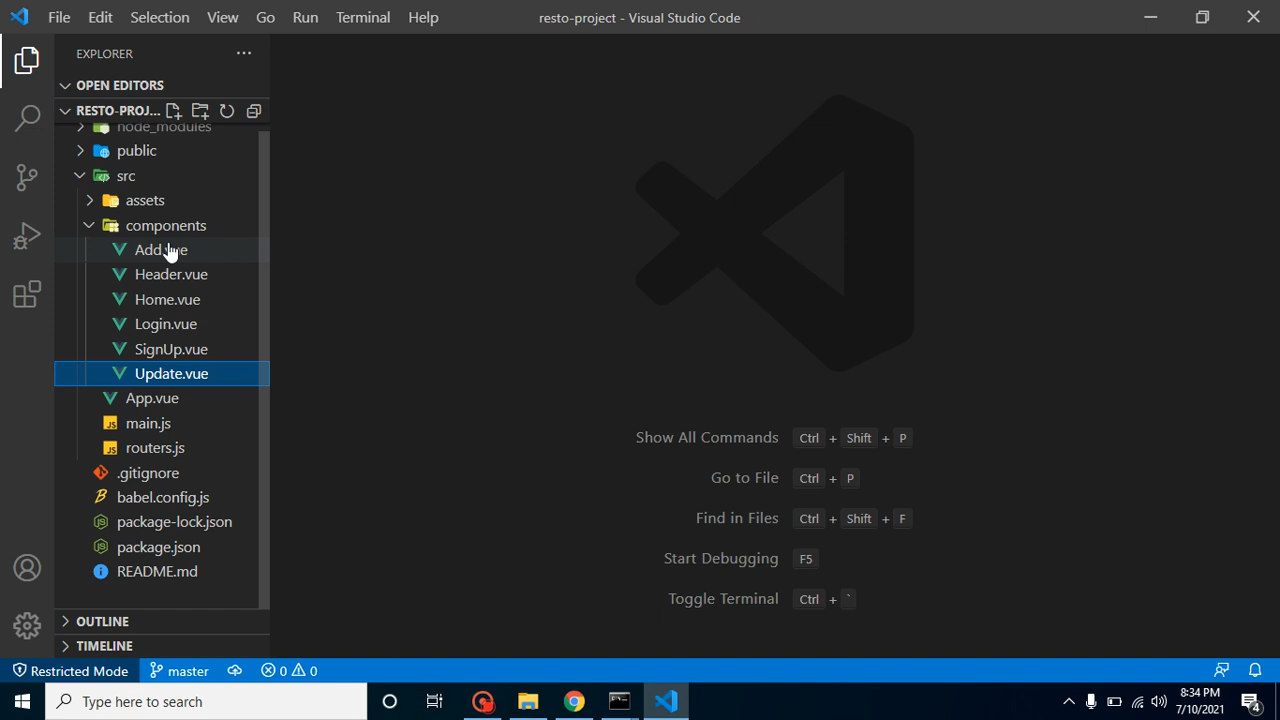 File Edit Selection View Go Run Terminal Help resto-project - Visual Studio Code
EXPLORER
OPEN EDITORS
RESTO-PROJ...
node_modules
public
src
assets
components
Add.vue
Header.vue
Home.vue
Login.vue
SignUp.vue
Update.vue
App.vue
main.js
routers.js
.gitignore
babel.config.js
package-lock.json
package.json
README.md
OUTLINE
TIMELINE
Show All Commands Ctrl + Shift + P
Go to File Ctrl + P
Find in Files Ctrl + Shift + F
Start Debugging F5
Toggle Terminal Ctrl + `
Restricted Mode master 0 0
Type here to search
8:34 PM
7/10/2021
4